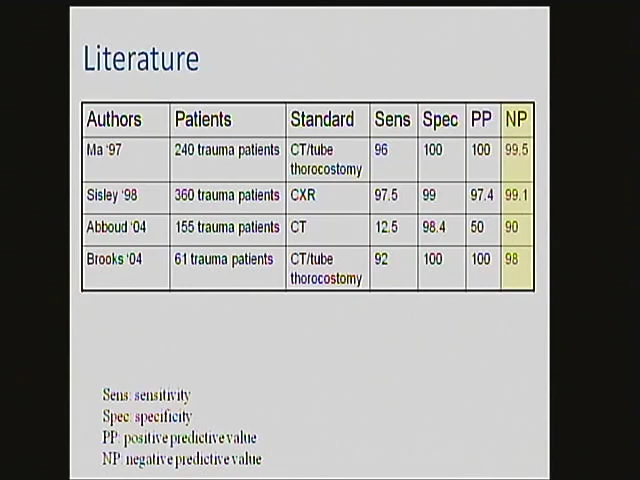 Literature
Authors Patients Standard Sens Spec PP NP
Ma '97 240 trauma patients CT/tube thorocostomy 96 100 100 99.5
Sisley '98 360 trauma patients CXR 97.5 99 97.4 99.1
Abboud '04 155 trauma patients CT 12.5 98.4 50 90
Brooks '04 61 trauma patients CT/tube thorocostomy 92 100 100 98
Sens: sensitivity
Spec: specificity
PP: positive predictive value
NP: negative predictive value